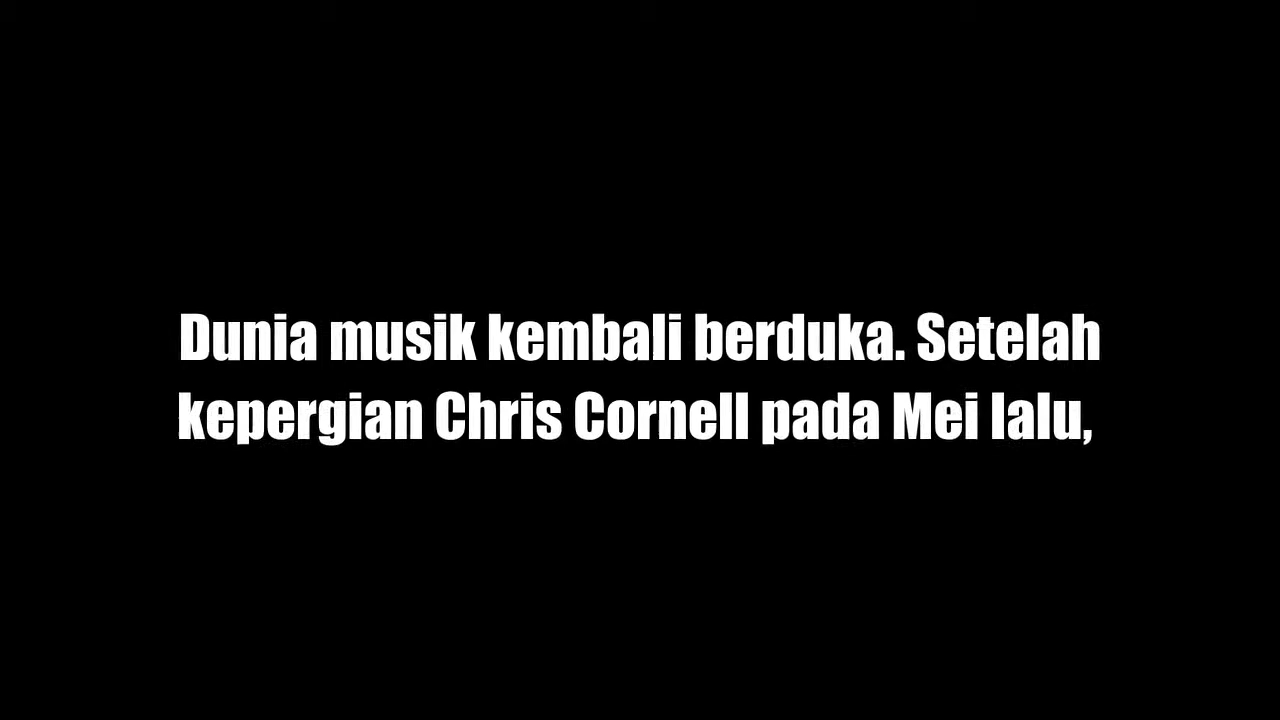 Dunia musik kembali berduka. Setelah
kepergian Chris Cornell pada Mei lalu,